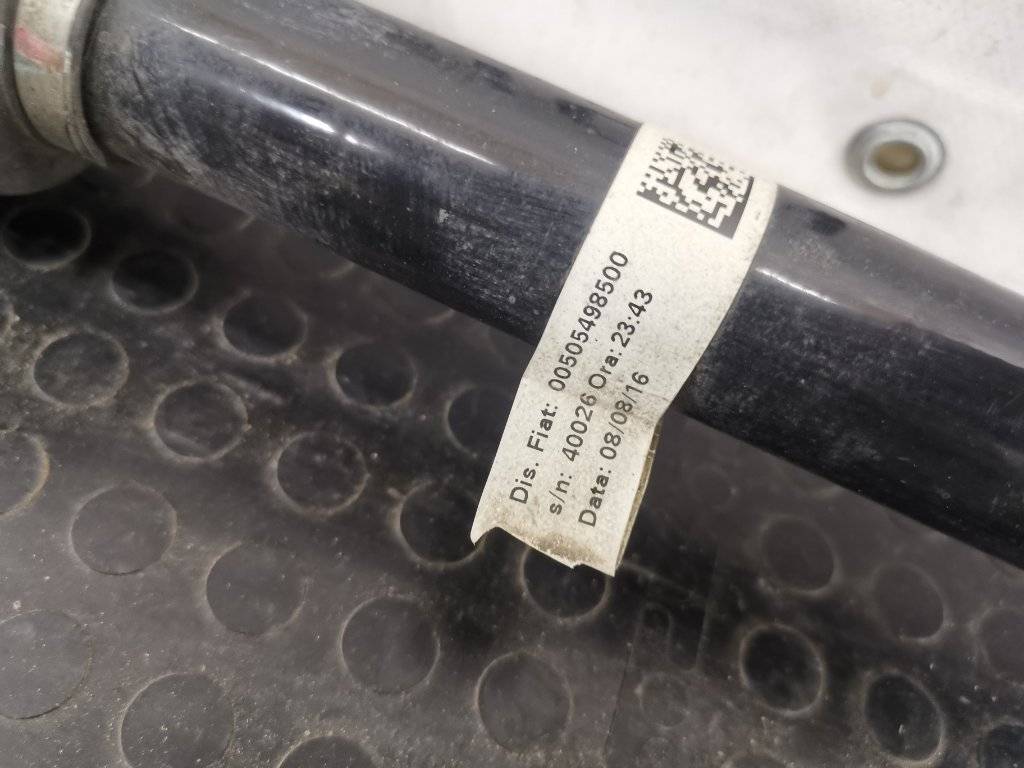 Dis. Fiat: 00505498500
s/n: 40026 Ora: 23:43
Data: 08/08/16